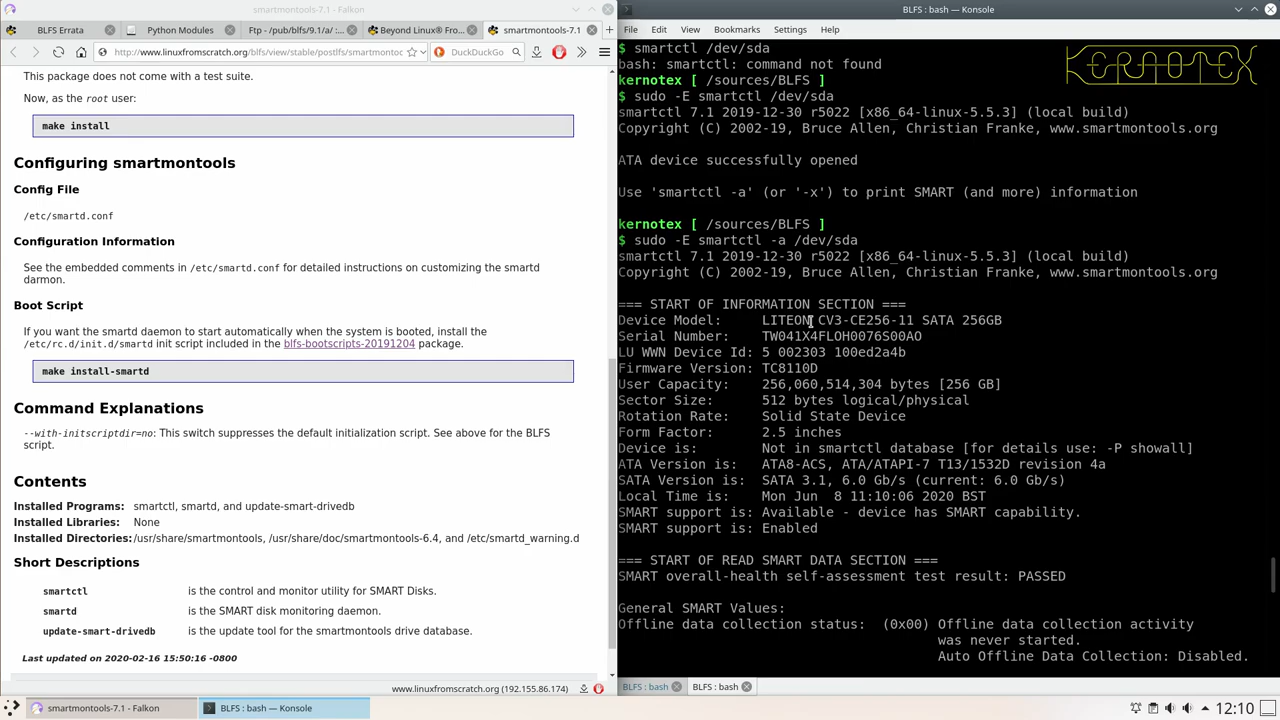 smartmontools-7.1 - Falkon
BLFS Errata
Python Modules
Ftp - pub/blfs/9.1/a/ :...
Beyond Linux® Fro...
smartmontools-7.1
http://www.linuxfromscratch.org/blfs/view/stable/postlfs/smartmontoc
DuckDuckGo
This package does not come with a test suite.
Now, as the root user:
make install
Configuring smartmontools
Config File
/etc/smartd.conf
Configuration Information
See the embedded comments in /etc/smartd.conf for detailed instructions on customizing the smartd
darmon.
Boot Script
If you want the smartd daemon to start automatically when the system is booted, install the
/etc/rc.d/init.d/smartd init script included in the blfs-bootscripts-20191204 package.
make install-smartd
Command Explanations
--with-initscriptdir=no: This switch suppresses the default initialization script. See above for the BLFS
script.
Contents
Installed Programs: smartctl, smartd, and update-smart-drivedb
Installed Libraries: None
Installed Directories: /usr/share/smartmontools, /usr/share/doc/smartmontools-6.4, and /etc/smartd_warning.d
Short Descriptions
smartctl is the control and monitor utility for SMART Disks.
smartd is the SMART disk monitoring daemon.
update-smart-drivedb is the update tool for the smartmontools drive database.
Last updated on 2020-02-16 15:50:16 -0800
www.linuxfromscratch.org (192.155.86.174)
BLFS : bash — Konsole
File Edit View Bookmarks Settings Help
KERNOTEX
$ smartctl /dev/sda
bash: smartctl: command not found
kernotex [ /sources/BLFS ]
$ sudo -E smartctl /dev/sda
smartctl 7.1 2019-12-30 r5022 [x86_64-linux-5.5.3] (local build)
Copyright (C) 2002-19, Bruce Allen, Christian Franke, www.smartmontools.org
ATA device successfully opened
Use 'smartctl -a' (or '-x') to print SMART (and more) information
kernotex [ /sources/BLFS ]
$ sudo -E smartctl -a /dev/sda
smartctl 7.1 2019-12-30 r5022 [x86_64-linux-5.5.3] (local build)
Copyright (C) 2002-19, Bruce Allen, Christian Franke, www.smartmontools.org
=== START OF INFORMATION SECTION ===
Device Model: LITEON CV3-CE256-11 SATA 256GB
Serial Number: TW041X4FLOH0076S00AO
LU WWN Device Id: 5 002303 100ed2a4b
Firmware Version: TC8110D
User Capacity: 256,060,514,304 bytes [256 GB]
Sector Size: 512 bytes logical/physical
Rotation Rate: Solid State Device
Form Factor: 2.5 inches
Device is: Not in smartctl database [for details use: -P showall]
ATA Version is: ATA8-ACS, ATA/ATAPI-7 T13/1532D revision 4a
SATA Version is: SATA 3.1, 6.0 Gb/s (current: 6.0 Gb/s)
Local Time is: Mon Jun 8 11:10:06 2020 BST
SMART support is: Available - device has SMART capability.
SMART support is: Enabled
=== START OF READ SMART DATA SECTION ===
SMART overall-health self-assessment test result: PASSED
General SMART Values:
Offline data collection status: (0x00) Offline data collection activity
was never started.
Auto Offline Data Collection: Disabled.
BLFS : bash
BLFS : bash
smartmontools-7.1 - Falkon
BLFS : bash — Konsole
12:10